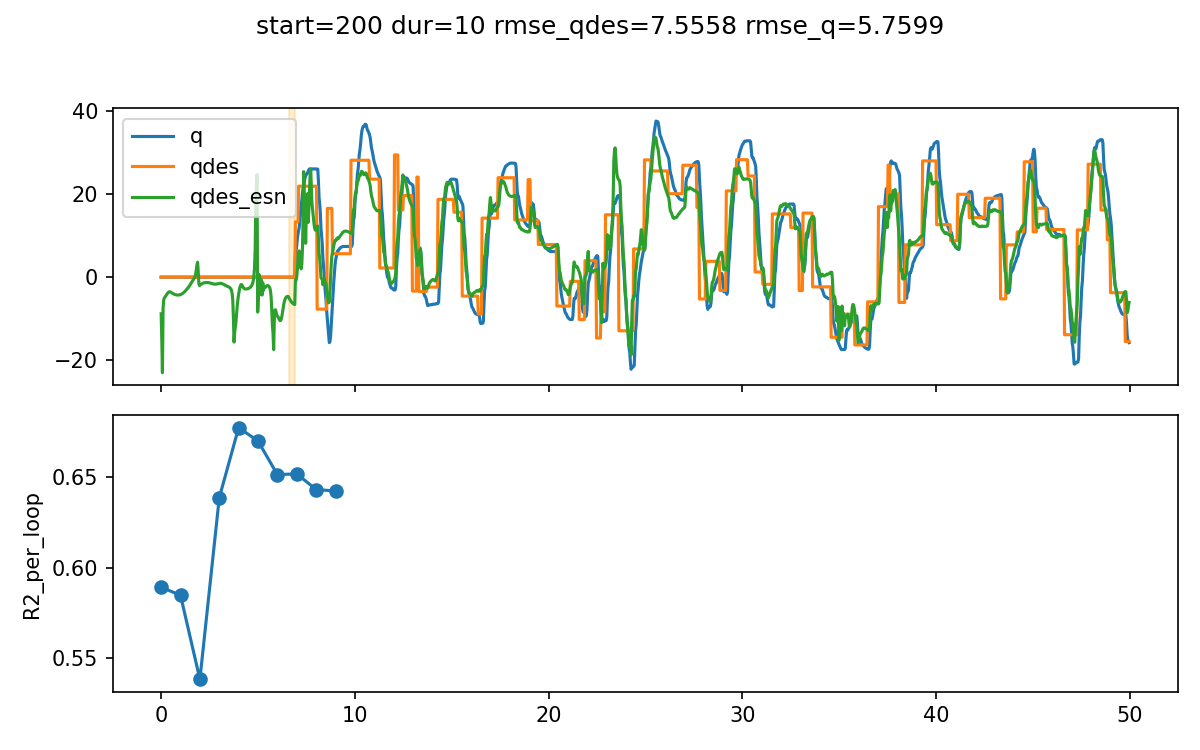 start=200 dur=10 rmse_qdes=7.5558 rmse_q=5.7599
40
20
0
−20
q
qdes
qdes_esn
R2_per_loop
0.65
0.60
0.55
0 10 20 30 40 50